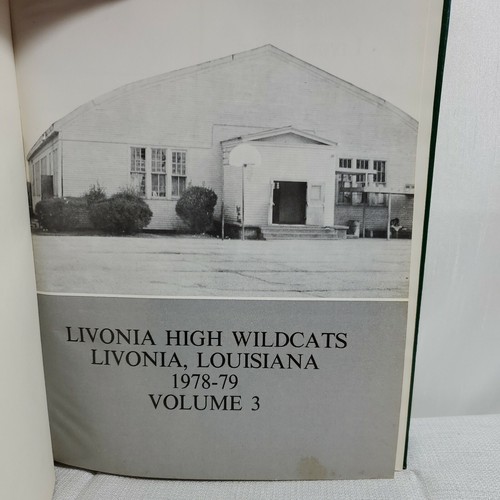 LIVONIA HIGH WILDCATS
LIVONIA, LOUISIANA
1978-79
VOLUME 3